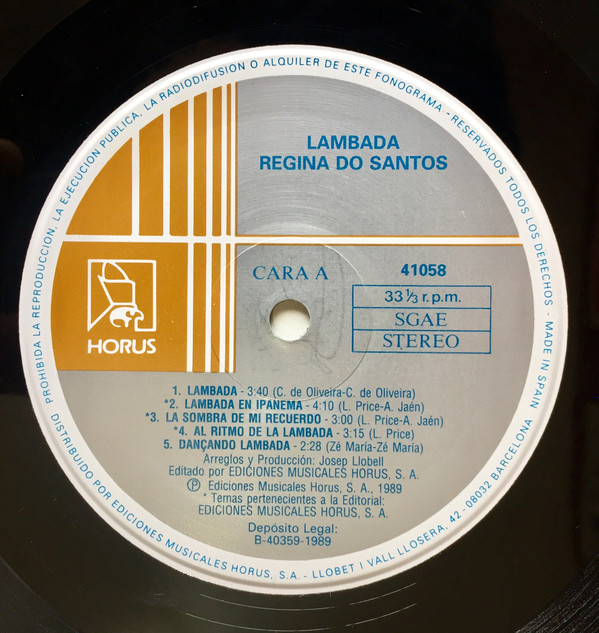 PROHIBIDA LA REPRODUCCION, LA EJECUCION PUBLICA, LA RADIODIFUSION O ALQUILER DE ESTE FONOGRAMA - RESERVADOS TODOS LOS DERECHOS - MADE IN SPAIN
LAMBADA
REGINA DO SANTOS
HORUS
CARA A
41058
33 1/3 r.p.m.
SGAE
STEREO
1. LAMBADA - 3:40 (C. de Oliveira-C. de Oliveira)
*2. LAMBADA EN IPANEMA - 4:10 (L. Price-A. Jaén)
*3. LA SOMBRA DE MI RECUERDO - 3:00 (L. Price-A. Jaén)
*4. AL RITMO DE LA LAMBADA - 3:15 (L. Price)
5. DANÇANDO LAMBADA - 2:28 (Zé María-Zé María)
Arreglos y Producción: Josep Llobell
Editado por EDICIONES MUSICALES HORUS, S. A.
Ⓟ Ediciones Musicales Horus, S. A., 1989
* Temas pertenecientes a la Editorial:
EDICIONES MUSICALES HORUS, S. A.
Depósito Legal:
B-40359-1989
DISTRIBUIDO POR EDICIONES MUSICALES HORUS, S.A. - LLOBET I VALL LLOSERA, 42 - 08032 BARCELONA